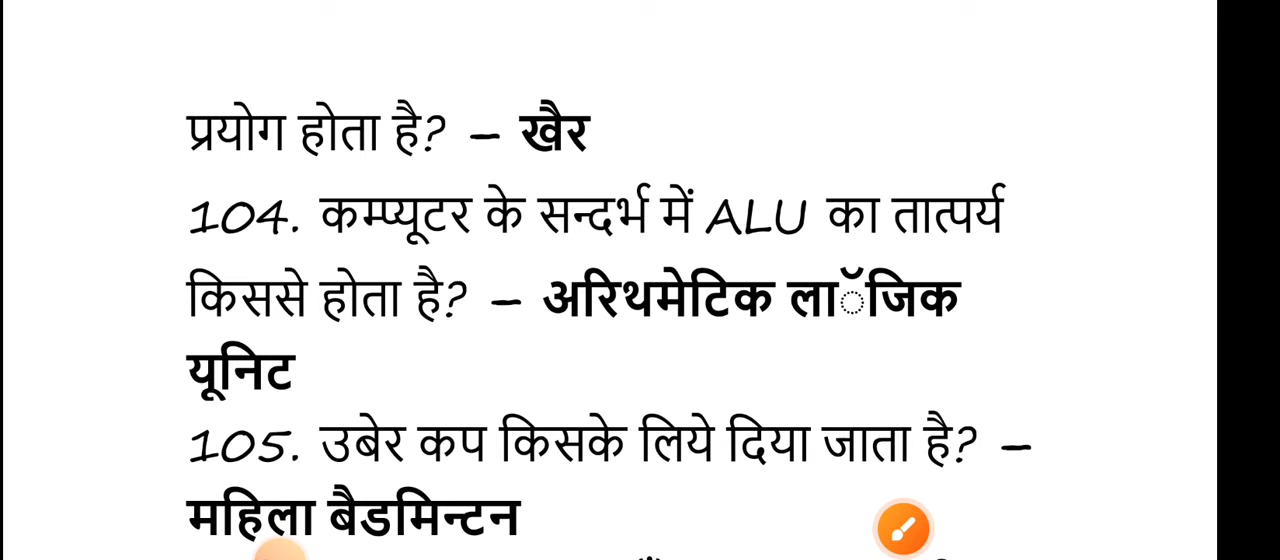 प्रयोग होता है? – खैर
104. कम्प्यूटर के सन्दर्भ में ALU का तात्पर्य
किससे होता है? – अरिथमेटिक लाॅजिक
यूनिट
105. उबेर कप किसके लिये दिया जाता है? –
महिला बैडमिन्टन